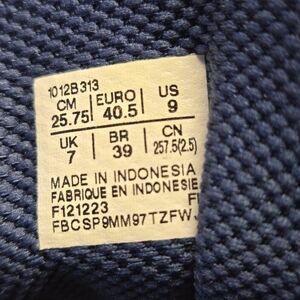 1012B313
CM EURO US
25.75 40.5 9
UK BR CN
7 39 257.5(2.5)
MADE IN INDONESIA
FABRIQUE EN INDONESIE
F121223
FBCSP9MM97TZFW